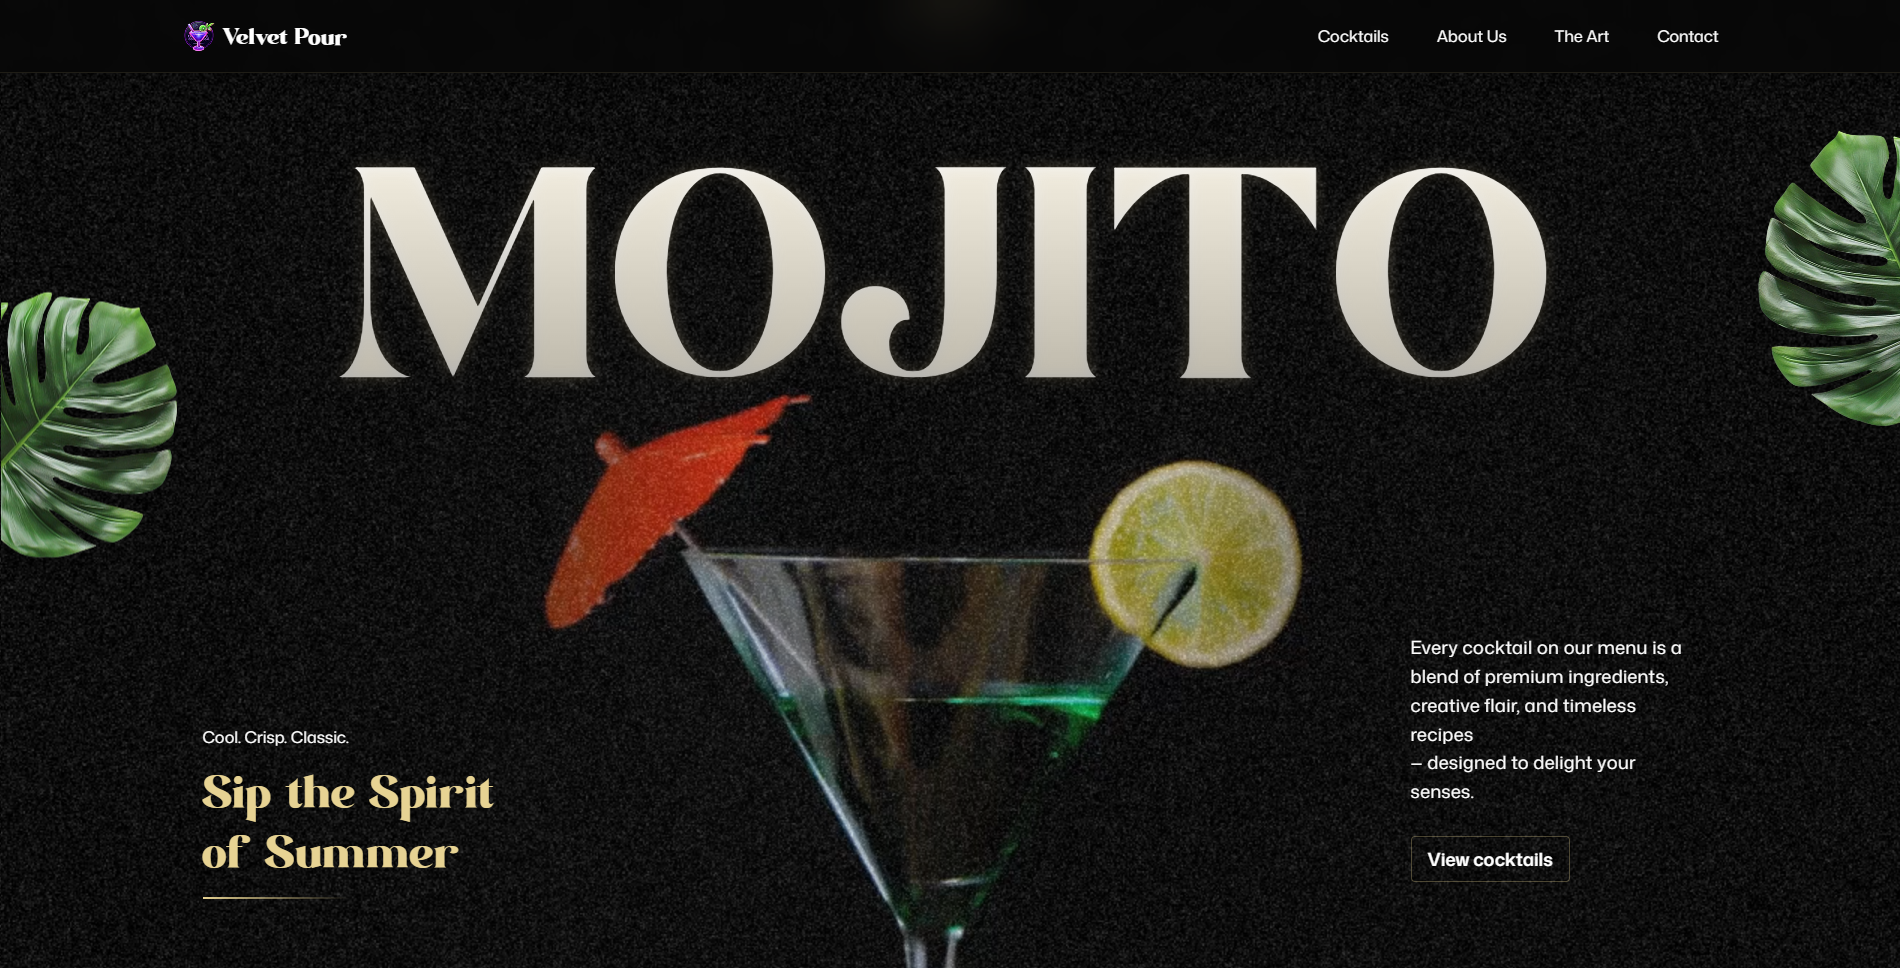 Velvet Pour
Cocktails
About Us
The Art
Contact
MOJITO
Cool. Crisp. Classic.
Sip the Spirit
of Summer
Every cocktail on our menu is a
blend of premium ingredients,
creative flair, and timeless
recipes
– designed to delight your
senses.
View cocktails